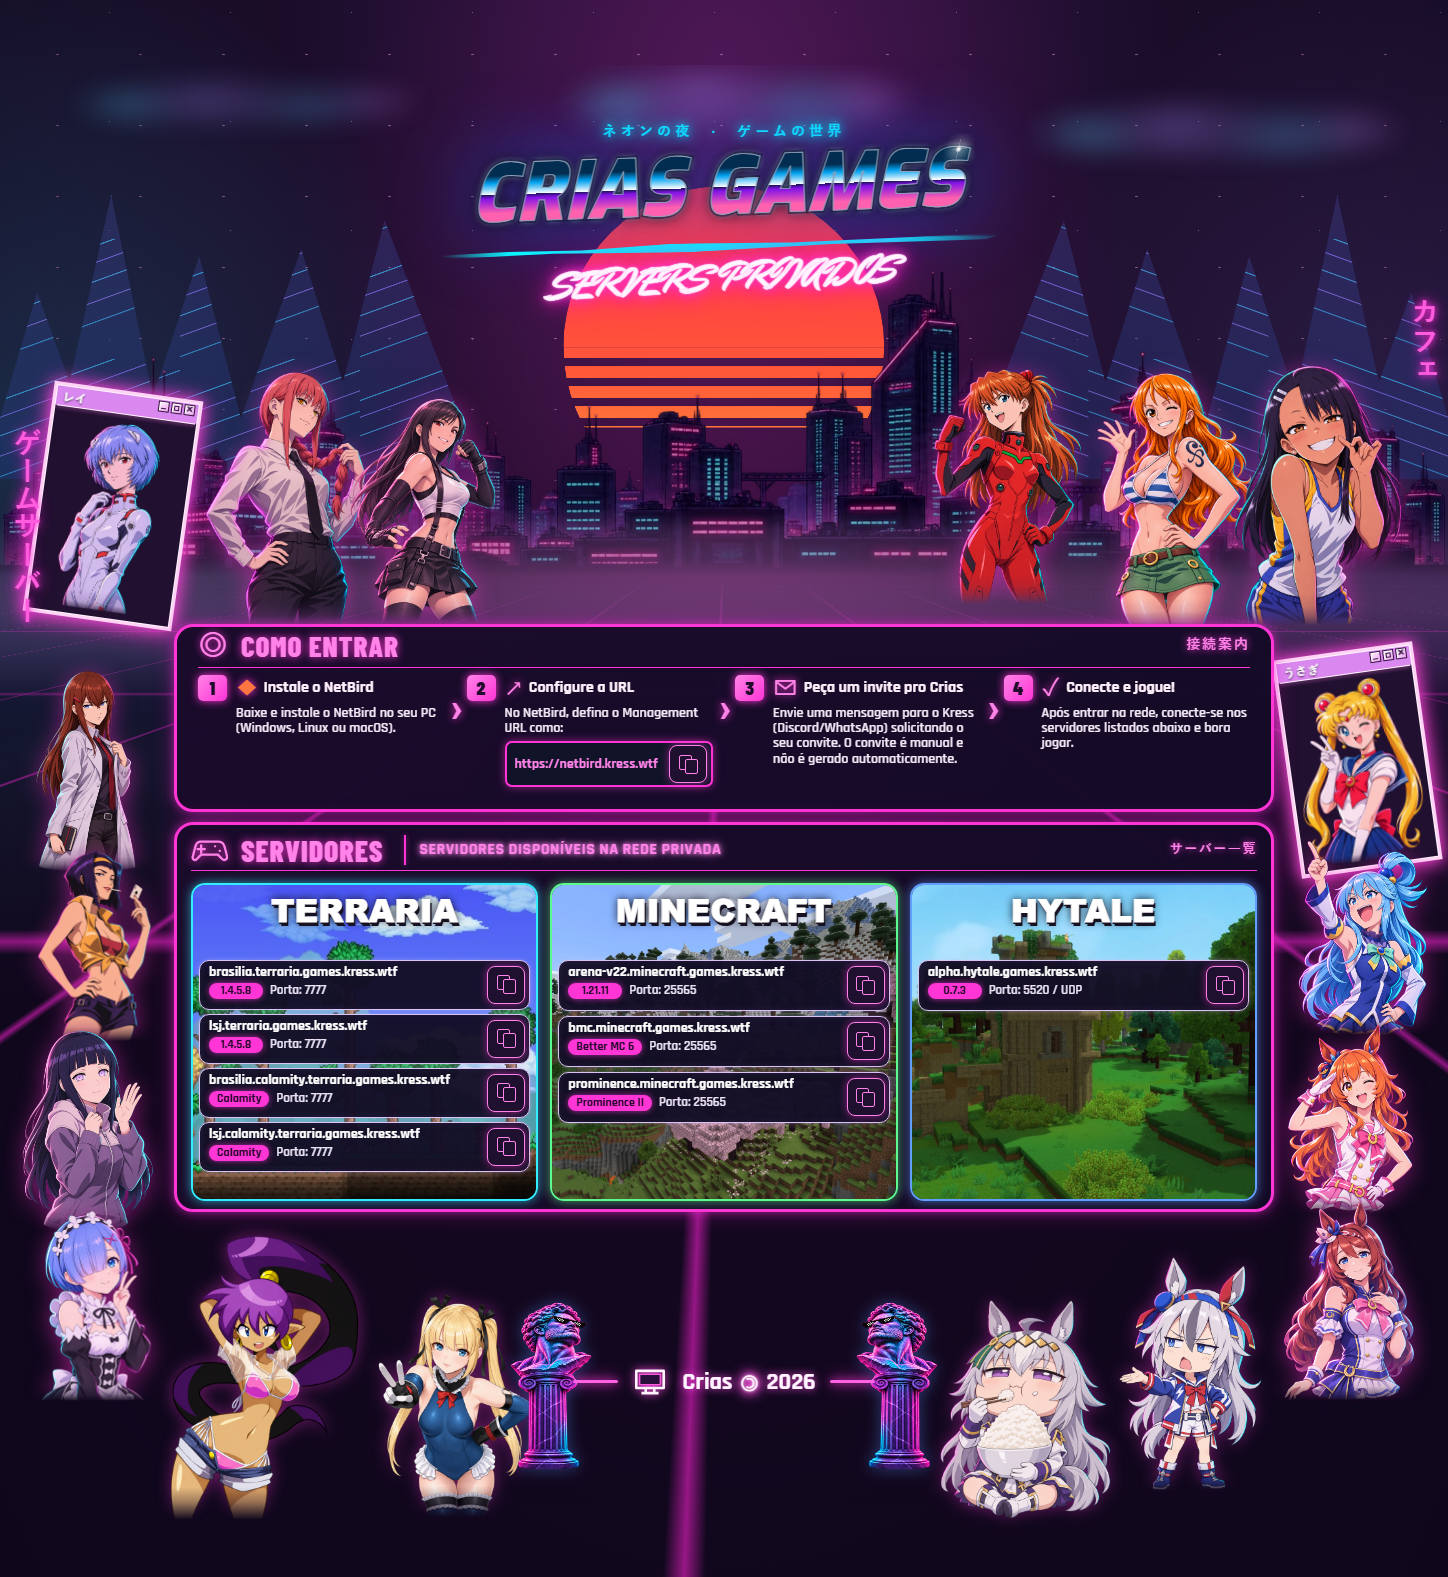 ネオンの夜 · ゲームの世界
CRIAS GAMES
SERVERS PRIVADOS
カフェ
レイ
ゲームサーバー
COMO ENTRAR
接続案内
1 Instale o NetBird
Baixe e instale o NetBird no seu PC
(Windows, Linux ou macOS).
2 Configure a URL
No NetBird, defina o Management
URL como:
https://netbird.kress.wtf
3 Peça um invite pro Crias
Envie uma mensagem para o Kress
(Discord/WhatsApp) solicitando o
seu convite. O convite é manual e
não é gerado automaticamente.
4 Conecte e jogue!
Após entrar na rede, conecte-se nos
servidores listados abaixo e bora
jogar.
うさぎ
SERVIDORES
SERVIDORES DISPONÍVEIS NA REDE PRIVADA
サーバー一覧
TERRARIA
brasilia.terraria.games.kress.wtf
1.4.5.8 Porta: 7777
lsj.terraria.games.kress.wtf
1.4.5.8 Porta: 7777
brasilia.calamity.terraria.games.kress.wtf
Calamity Porta: 7777
lsj.calamity.terraria.games.kress.wtf
Calamity Porta: 7777
MINECRAFT
arena-v22.minecraft.games.kress.wtf
1.21.11 Porta: 25565
bmc.minecraft.games.kress.wtf
Better MC 6 Porta: 25565
prominence.minecraft.games.kress.wtf
Prominence II Porta: 25565
HYTALE
alpha.hytale.games.kress.wtf
0.7.3 Porta: 5520 / UDP
Crias 2026